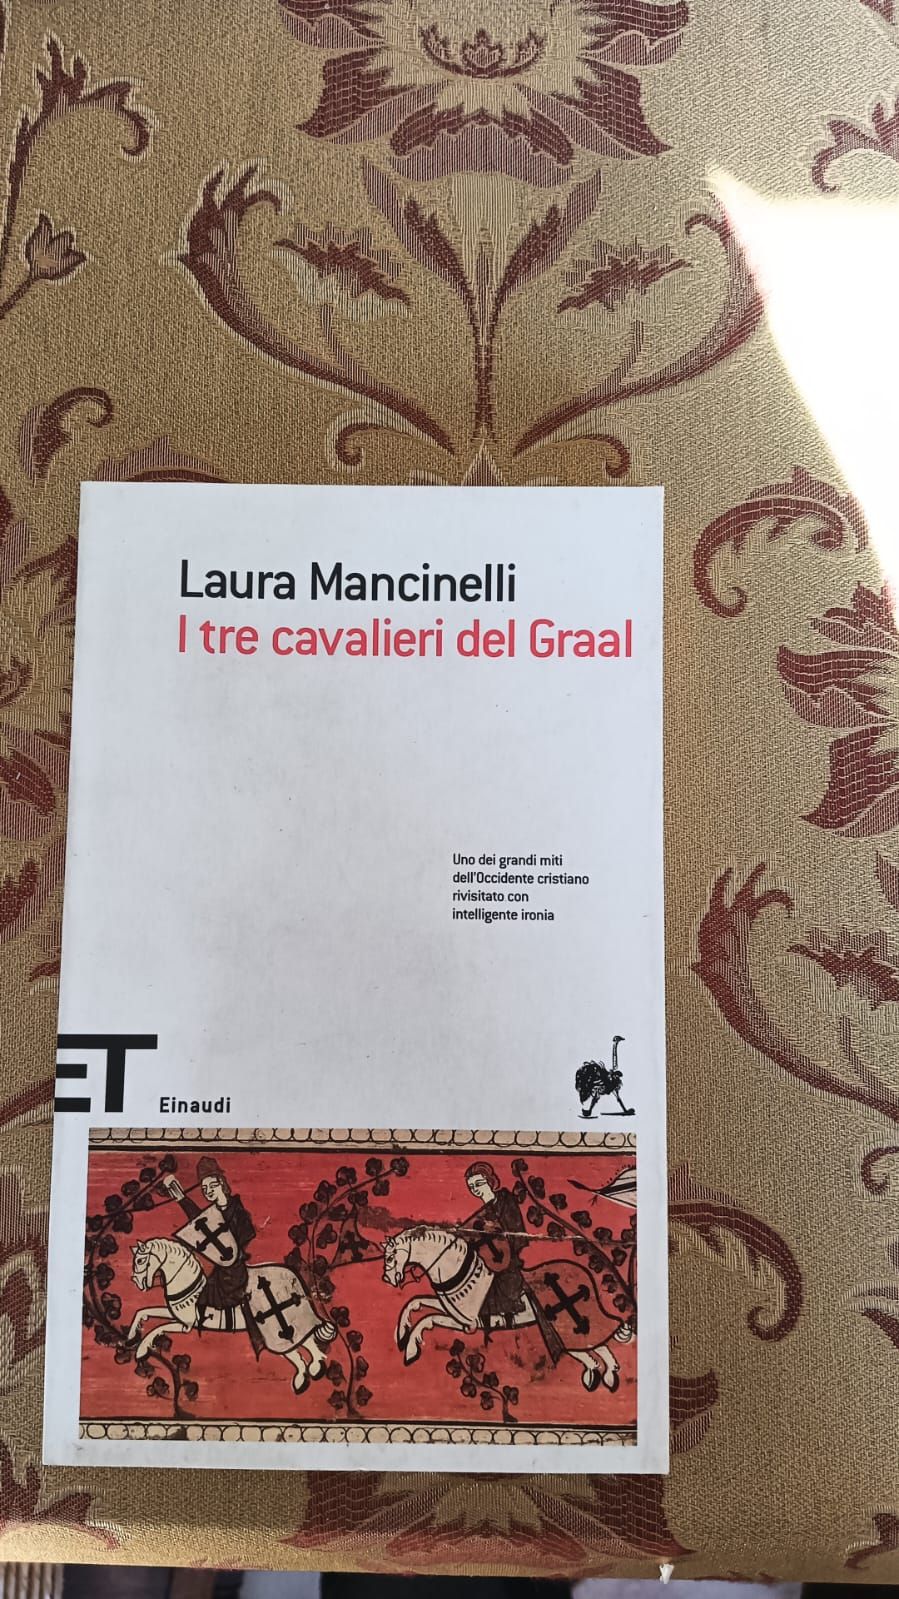 Laura Mancinelli
I tre cavalieri del Graal
Uno dei grandi miti
dell'Occidente cristiano
rivisitato con
intelligente ironia
ET
Einaudi